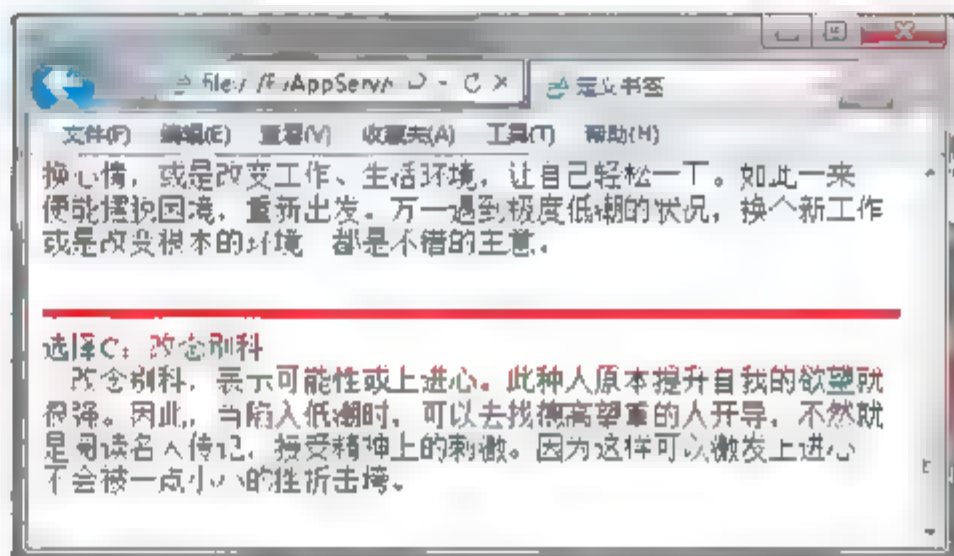 file:/ /F:/AppServ/
定义书签
文件(F) 编辑(E) 查看(V) 收藏夹(A) 工具(T) 帮助(H)
换心情，或是改变工作、生活环境，让自己轻松一下。如此一来
便能摆脱困境，重新出发。万一遇到极度低潮的状况，换个新工作
或是改变根本的环境 都是不错的主意。
选择C：改念别科
改念别科，表示可能性或上进心。此种人原本提升自我的欲望就
很强。因此，当陷入低潮时，可以去找德高望重的人开导，不然就
是阅读名人传记，接受精神上的刺激。因为这样可以激发上进心
不会被一点小小的挫折击垮。